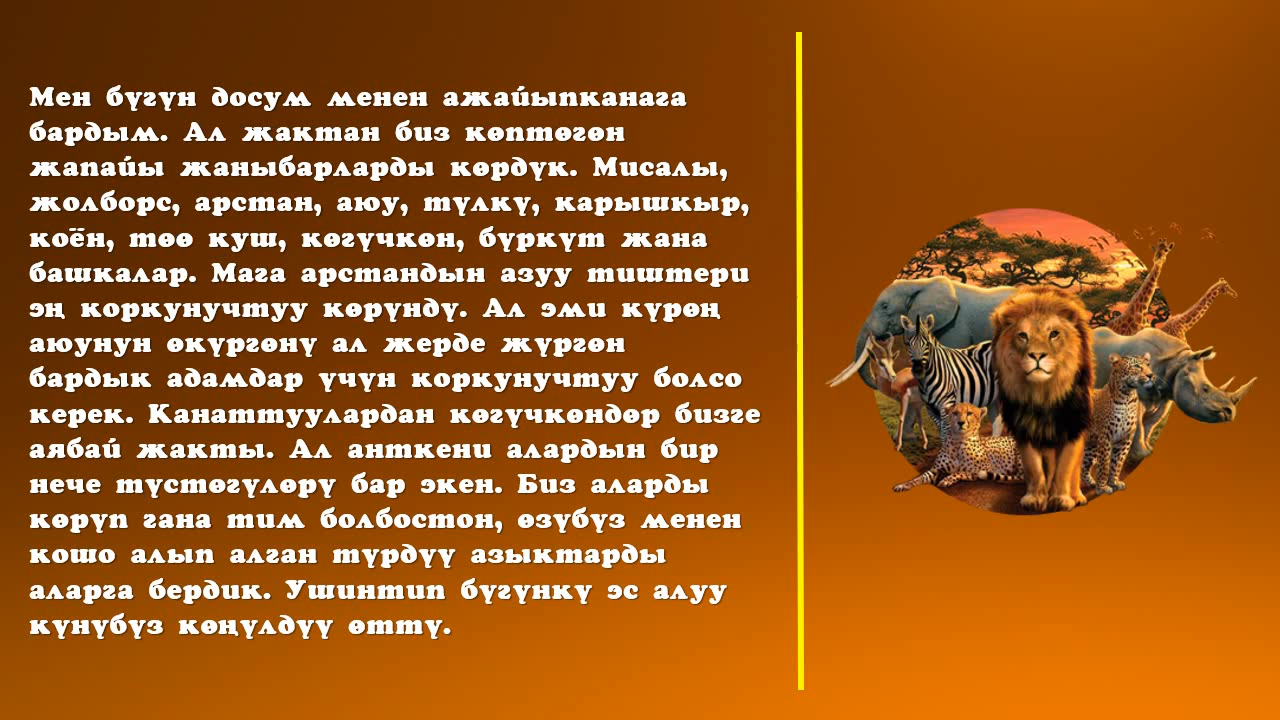 Мен бүгүн досум менен ажайыпканага
бардым. Ал жактан биз көптөгөн
жапайы жаныбарларды көрдүк. Мисалы,
жолборс, арстан, аюу, түлкү, карышкыр,
коён, төө куш, көгүчкөн, бүркүт жана
башкалар. Мага арстандын азуу тиштери
эң коркунучтуу көрүндү. Ал эми күрөң
аюунун өкүргөнү ал жерде жүргөн
бардык адамдар үчүн коркунучтуу болсо
керек. Канаттуулардан көгүчкөндөр бизге
аябай жакты. Ал анткени алардын бир
нече түстөгүлөрү бар экен. Биз аларды
көрүп гана тим болбостон, өзүбүз менен
кошо алып алган түрдүү азыктарды
аларга бердик. Ушинтип бүгүнкү эс алуу
күнүбүз көңүлдүү өттү.